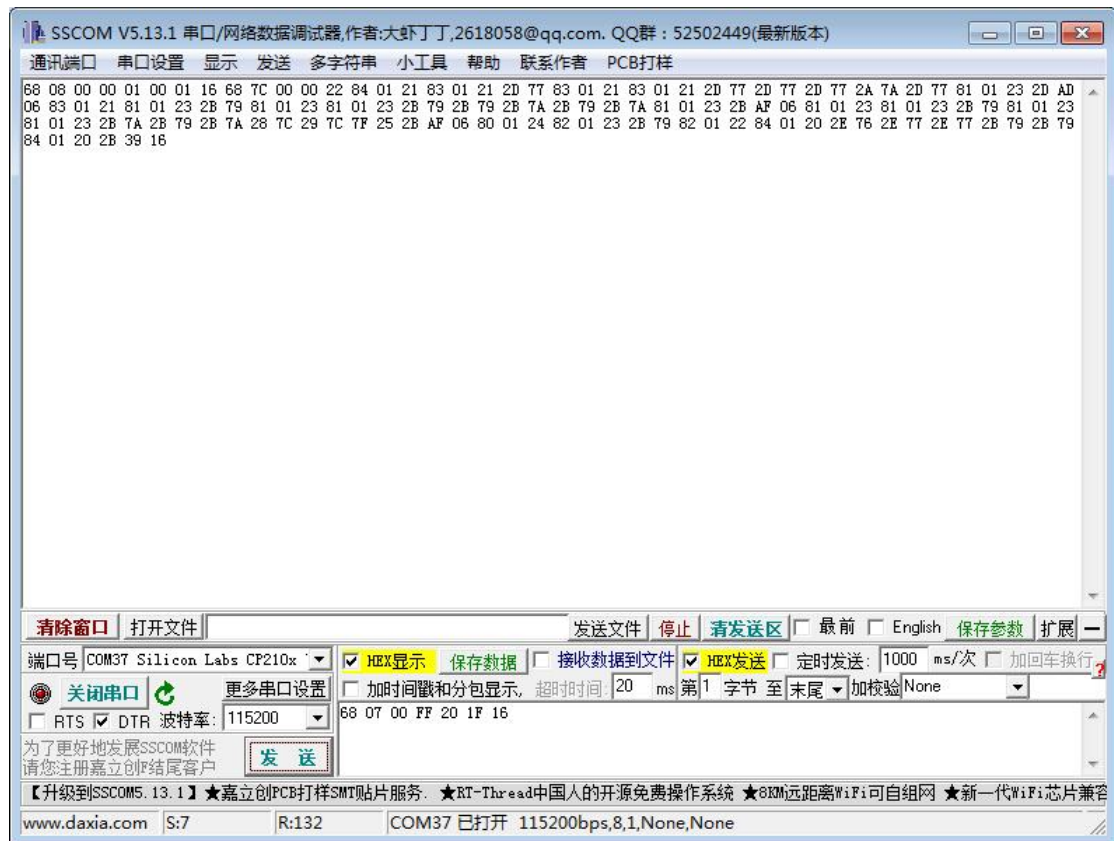 SSCOM V5.13.1 串口/网络数据调试器,作者:大虾丁丁,2618058@qq.com. QQ群：52502449(最新版本)
通讯端口 串口设置 显示 发送 多字符串 小工具 帮助 联系作者 PCB打样
68 08 00 00 01 00 01 16 68 7C 00 00 22 84 01 21 83 01 21 2D 77 83 01 21 83 01 21 2D 77 2D 77 2D 77 2A 7A 2D 77 81 01 23 2D AD
06 83 01 21 81 01 23 2B 79 81 01 23 81 01 23 2B 79 2B 79 2B 7A 2B 79 2B 7A 81 01 23 2B AF 06 81 01 23 81 01 23 2B 79 81 01 23
81 01 23 2B 7A 2B 79 2B 7A 28 7C 29 7C 7F 25 2B AF 06 80 01 24 82 01 23 2B 79 82 01 22 84 01 20 2E 76 2E 77 2E 77 2B 79 2B 79
84 01 20 2B 39 16
清除窗口 打开文件 发送文件 停止 清发送区 最前 English 保存参数 扩展 —
端口号 COM37 Silicon Labs CP210x HEX显示 保存数据 接收数据到文件 HEX发送 定时发送: 1000 ms/次 加回车换行
关闭串口 更多串口设置 加时间戳和分包显示, 超时时间: 20 ms 第 1 字节 至 末尾 加校验 None
RTS DTR 波特率: 115200 68 07 00 FF 20 1F 16
为了更好地发展SSCOM软件
请您注册嘉立创F结尾客户 发 送
【升级到SSCOM5.13.1】★嘉立创PCB打样SMT贴片服务. ★RT-Thread中国人的开源免费操作系统 ★8KM远距离WiFi可自组网 ★新一代WiFi芯片兼容
www.daxia.com S:7 R:132 COM37 已打开 115200bps,8,1,None,None